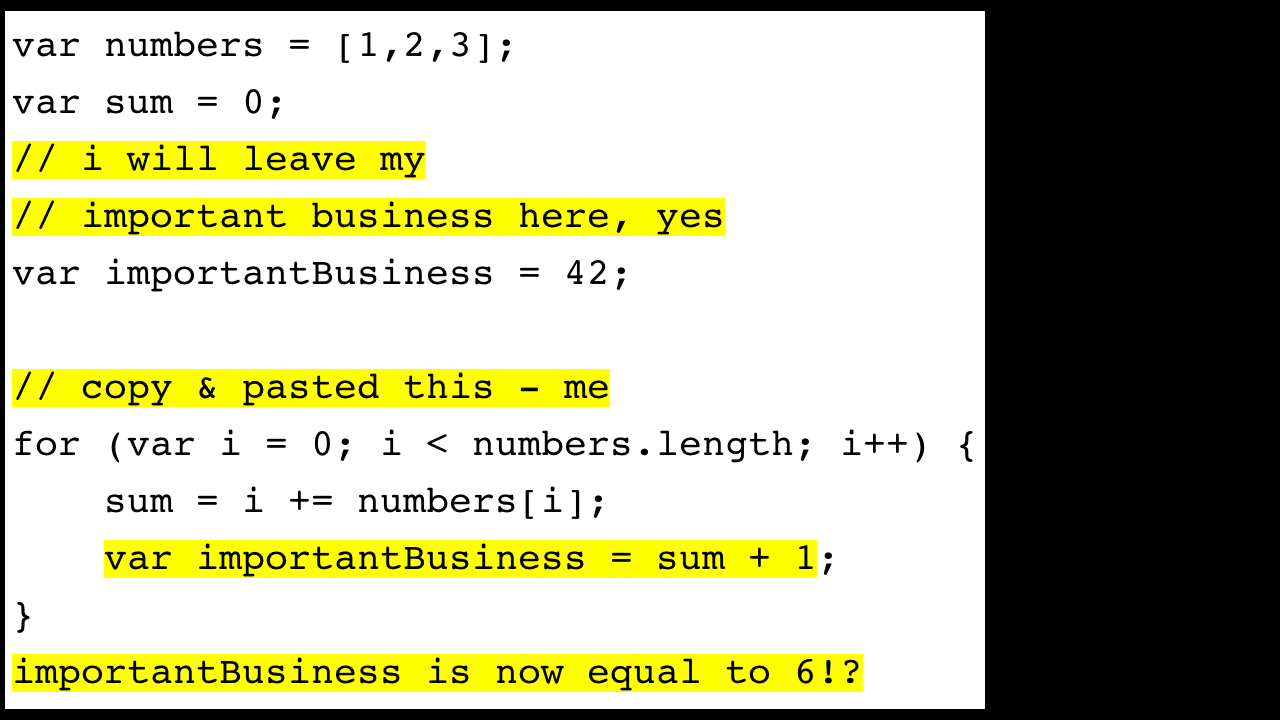 var numbers = [1,2,3];
var sum = 0;
// i will leave my
// important business here, yes
var importantBusiness = 42;
// copy & pasted this - me
for (var i = 0; i < numbers.length; i++) {
    sum = i += numbers[i];
    var importantBusiness = sum + 1;
}
importantBusiness is now equal to 6!?